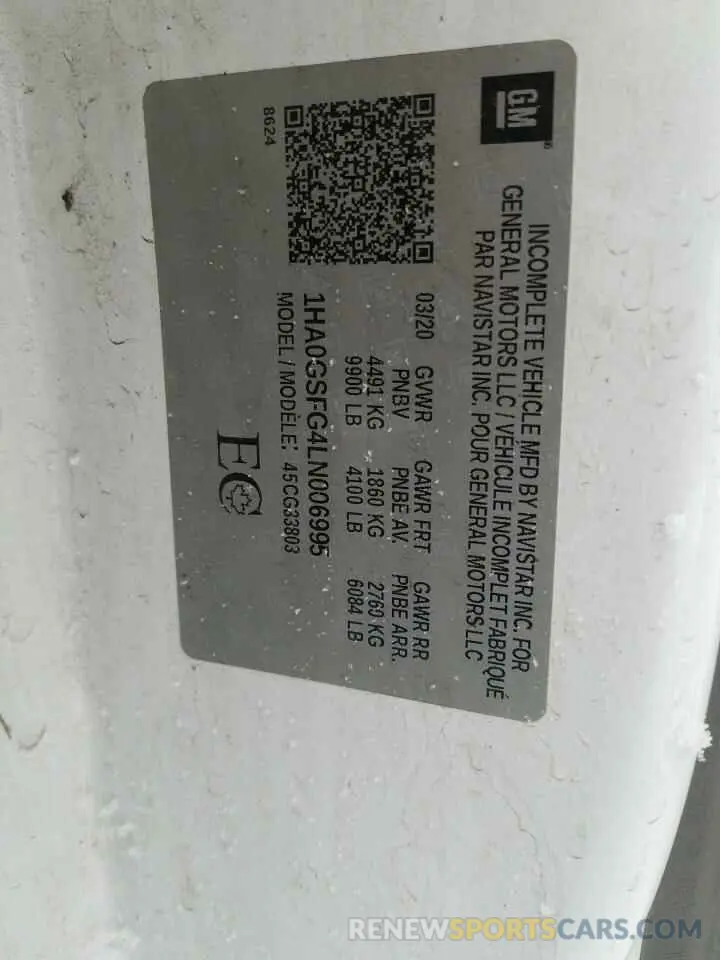 GM
INCOMPLETE VEHICLE MFD BY NAVISTAR INC. FOR
GENERAL MOTORS LLC / VÉHICULE INCOMPLET FABRIQUÉ
PAR NAVISTAR INC. POUR GENERAL MOTORS LLC
03/20 GVWR GAWR FRT GAWR RR
PNBV PNBE AV. PNBE ARR.
4491 KG 1860 KG 2760 KG
9900 LB 4100 LB 6084 LB
1HA0GSFG4LN006995
MODEL / MODÈLE: 45CG33803
8624
EC
RENEWSPORTSCARS.COM